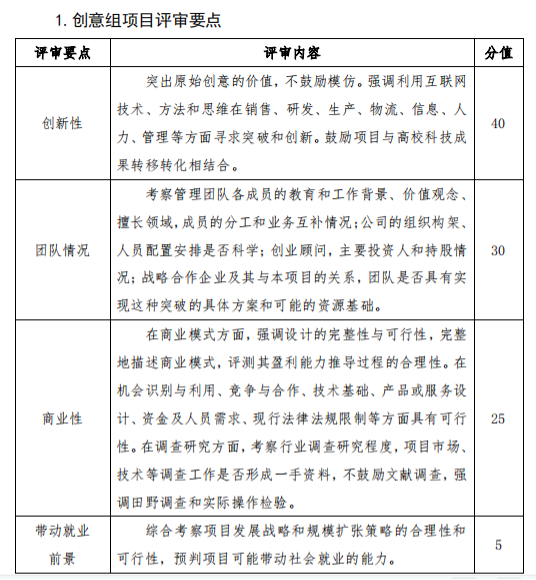 1. 创意组项目评审要点
评审要点 评审内容 分值
突出原始创意的价值，不鼓励模仿。强调利用互联网
技术、方法和思维在销售、研发、生产、物流、信息、人
创新性 40
力、管理等方面寻求突破和创新。鼓励项目与高校科技成
果转移转化相结合。
考察管理团队各成员的教育和工作背景、价值观念、
擅长领域，成员的分工和业务互补情况；公司的组织构架、
团队情况 人员配置安排是否科学；创业顾问，主要投资人和持股情 30
况；战略合作企业及其与本项目的关系，团队是否具有实
现这种突破的具体方案和可能的资源基础。
在商业模式方面，强调设计的完整性与可行性，完整
地描述商业模式，评测其盈利能力推导过程的合理性。在
机会识别与利用、竞争与合作、技术基础、产品或服务设
商业性 计、资金及人员需求、现行法律法规限制等方面具有可行 25
性。在调查研究方面，考察行业调查研究程度，项目市场、
技术等调查工作是否形成一手资料，不鼓励文献调查，强
调田野调查和实际操作检验。
带动就业 综合考察项目发展战略和规模扩张策略的合理性和
前景 可行性，预判项目可能带动社会就业的能力。 5